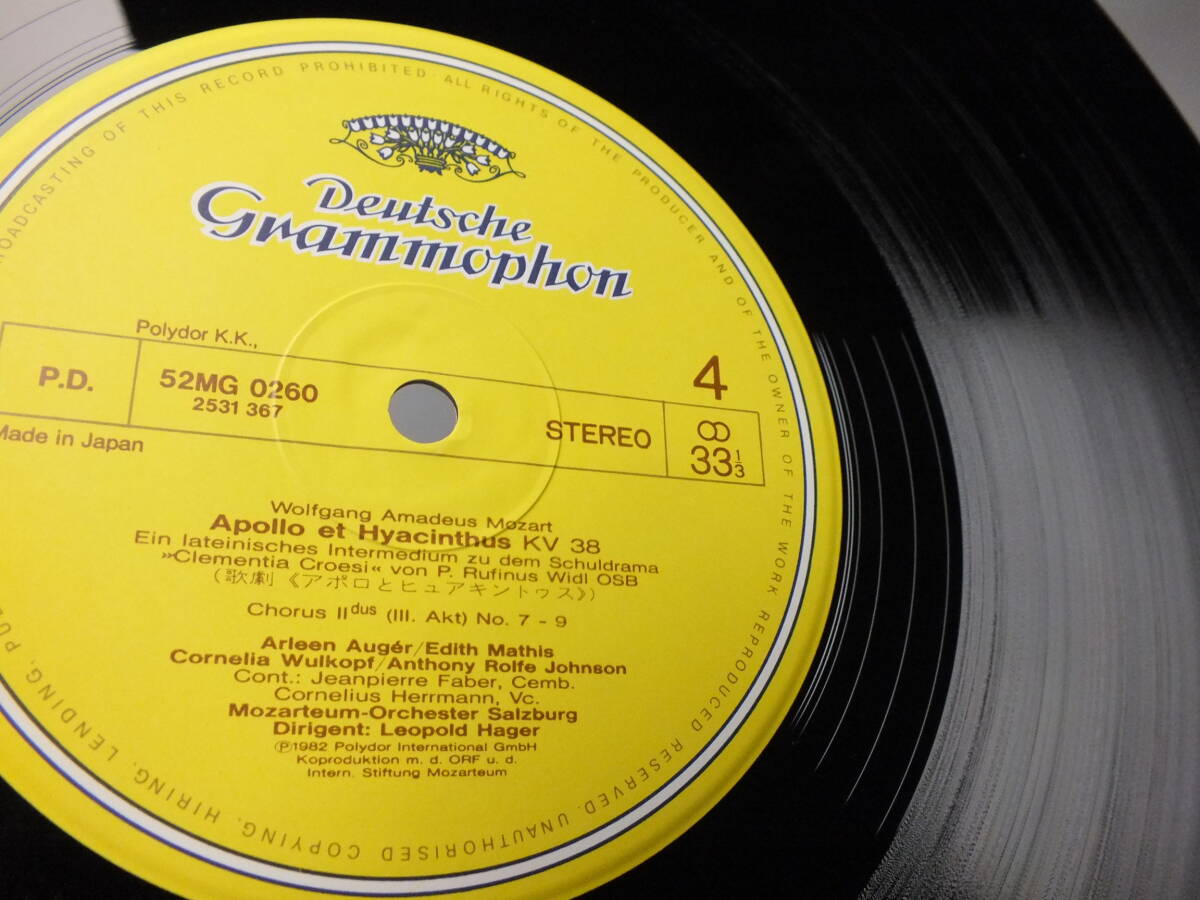 BROADCASTING OF THIS RECORD PROHIBITED · ALL RIGHTS OF THE PRODUCER AND OF THE OWNER OF THE WORK REPRODUCED RESERVED. UNAUTHORISED COPYING, HIRING, LENDING,
Deutsche
Grammophon
Polydor K.K.,
P.D.
52MG 0260
2531 367
4
STEREO
33 1/3
Made in Japan
Wolfgang Amadeus Mozart
Apollo et Hyacinthus KV 38
Ein lateinisches Intermedium zu dem Schuldrama
»Clementia Croesi« von P. Rufinus Widl OSB
(歌劇《アポロとヒュアキントゥス》)
Chorus II dus (III. Akt) No. 7 - 9
Arleen Augér/Edith Mathis
Cornelia Wulkopf/Anthony Rolfe Johnson
Cont.: Jeanpierre Faber, Cemb.
Cornelius Herrmann, Vc.
Mozarteum-Orchester Salzburg
Dirigent: Leopold Hager
Ⓟ1982 Polydor International GmbH
Koproduktion m. d. ORF u. d.
Intern. Stiftung Mozarteum